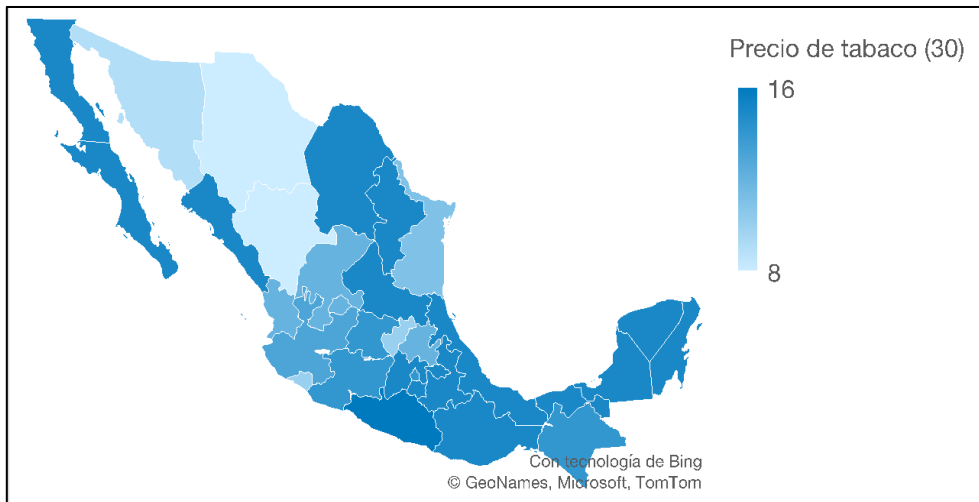 Precio de tabaco (30)
16
8
Con tecnología de Bing
© GeoNames, Microsoft, TomTom